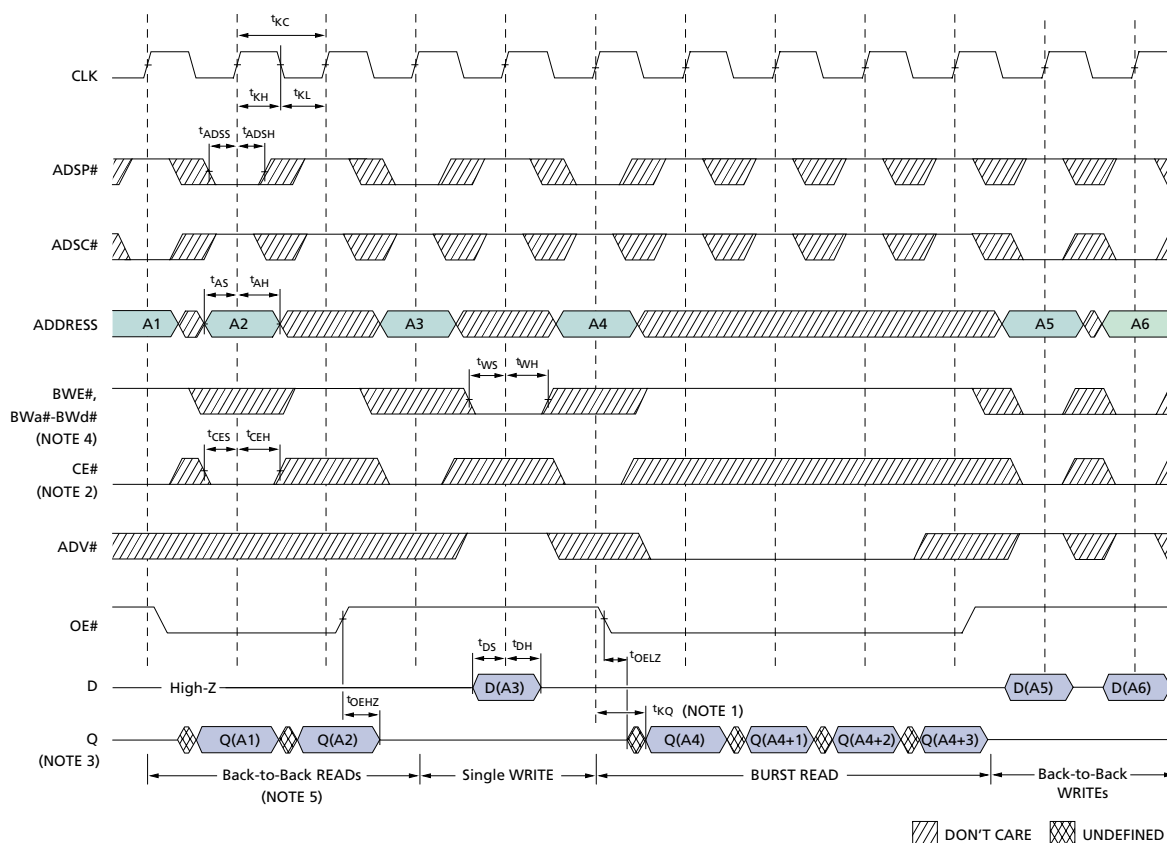 tKC
CLK
tKH tKL
tADSS tADSH
ADSP#
ADSC#
tAS tAH
ADDRESS A1 A2 A3 A4 A5 A6
tWS tWH
BWE#,
BWa#-BWd#
(NOTE 4)
tCES tCEH
CE#
(NOTE 2)
ADV#
OE#
tDS tDH
tOELZ
D High-Z D(A3) D(A5) D(A6)
tOEHZ
tKQ (NOTE 1)
Q Q(A1) Q(A2) Q(A4) Q(A4+1) Q(A4+2) Q(A4+3)
(NOTE 3)
Back-to-Back READs Single WRITE BURST READ Back-to-Back
(NOTE 5) WRITEs
DON'T CARE UNDEFINED